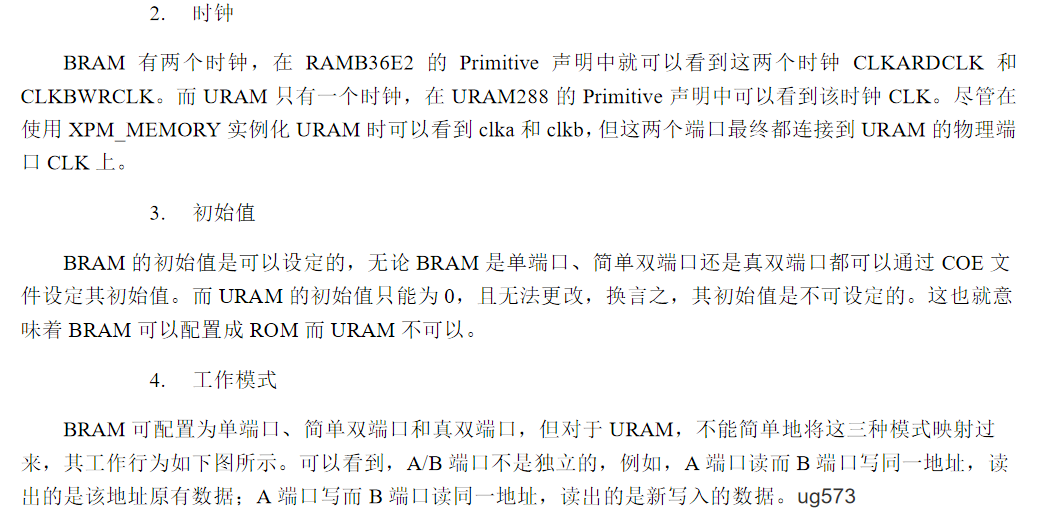 2. 时钟
BRAM 有两个时钟，在 RAMB36E2 的 Primitive 声明中就可以看到这两个时钟 CLKARDCLK 和
CLKBWRCLK。而 URAM 只有一个时钟，在 URAM288 的 Primitive 声明中可以看到该时钟 CLK。尽管在
使用 XPM_MEMORY 实例化 URAM 时可以看到 clka 和 clkb，但这两个端口最终都连接到 URAM 的物理端
口 CLK 上。
3. 初始值
BRAM 的初始值是可以设定的，无论 BRAM 是单端口、简单双端口还是真双端口都可以通过 COE 文
件设定其初始值。而 URAM 的初始值只能为 0，且无法更改，换言之，其初始值是不可设定的。这也就意
味着 BRAM 可以配置成 ROM 而 URAM 不可以。
4. 工作模式
BRAM 可配置为单端口、简单双端口和真双端口，但对于 URAM，不能简单地将这三种模式映射过
来，其工作行为如下图所示。可以看到，A/B 端口不是独立的，例如，A 端口读而 B 端口写同一地址，读
出的是该地址原有数据；A 端口写而 B 端口读同一地址，读出的是新写入的数据。ug573